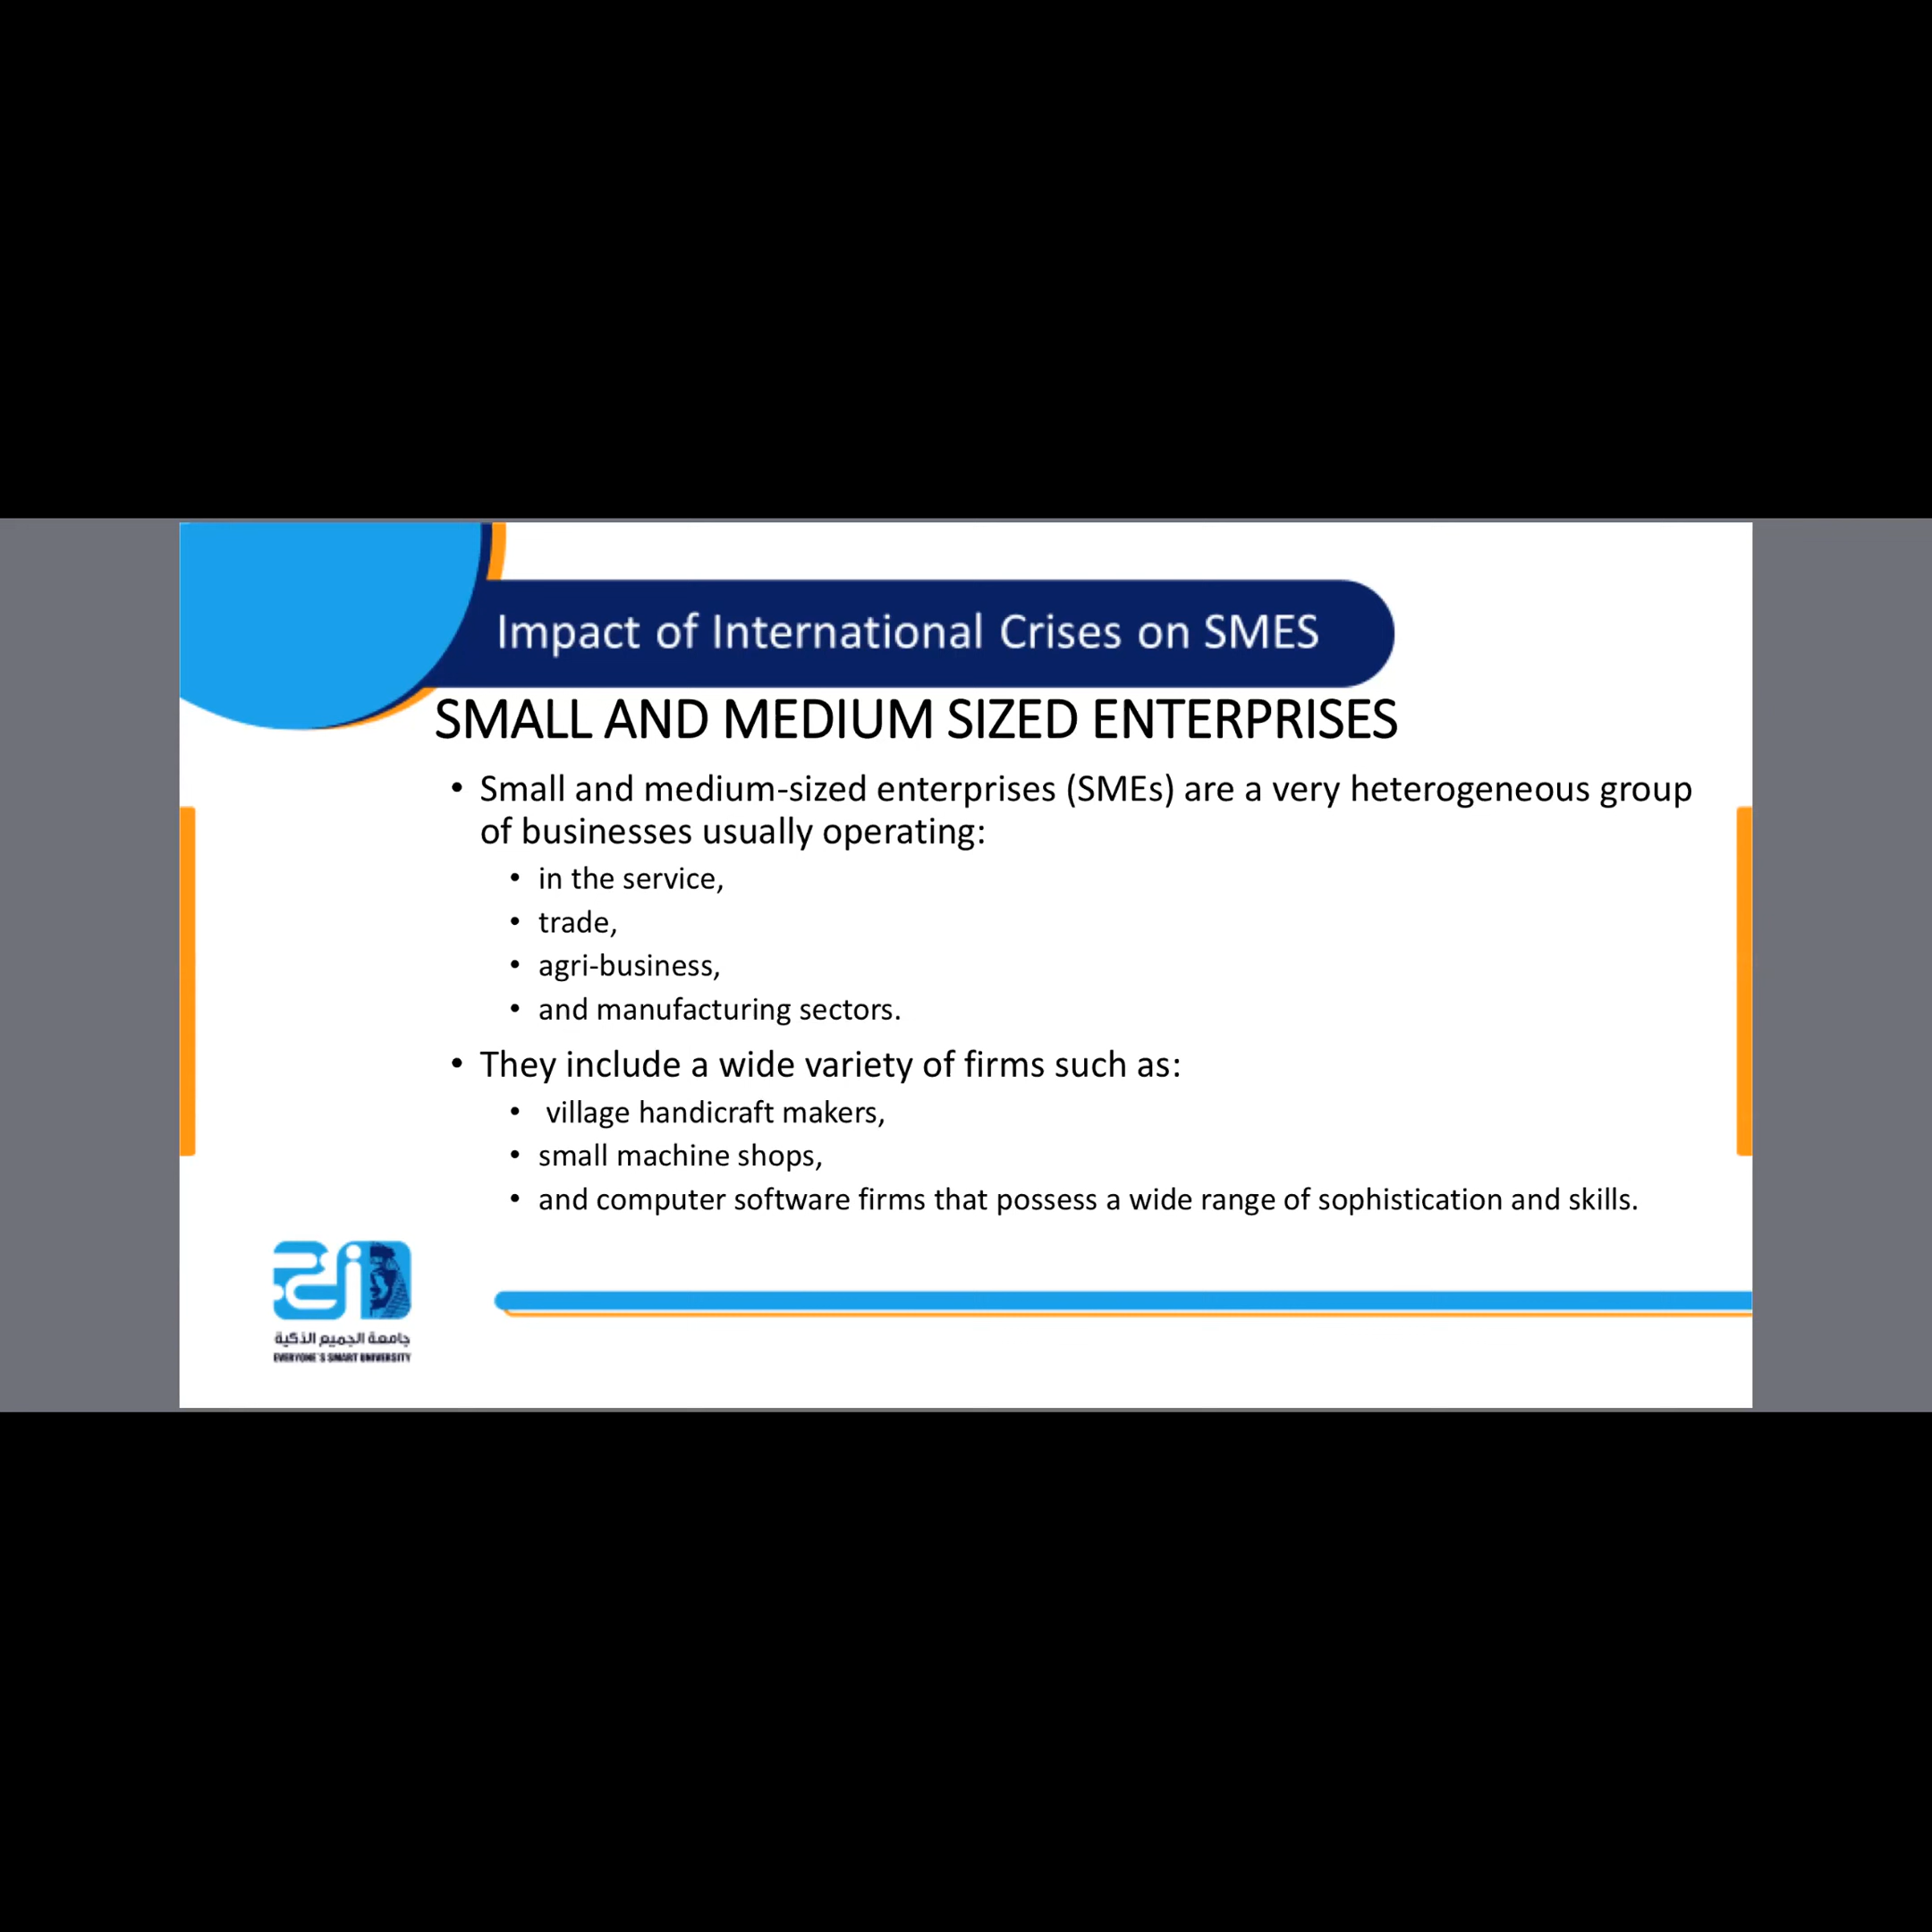 Impact of International Crises on SMES
SMALL AND MEDIUM SIZED ENTERPRISES
• Small and medium-sized enterprises (SMEs) are a very heterogeneous group
of businesses usually operating:
• in the service,
• trade,
• agri-business,
• and manufacturing sectors.
• They include a wide variety of firms such as:
• village handicraft makers,
• small machine shops,
• and computer software firms that possess a wide range of sophistication and skills.
جامعة الجميع الذكية
EVERYONE'S SMART UNIVERSITY